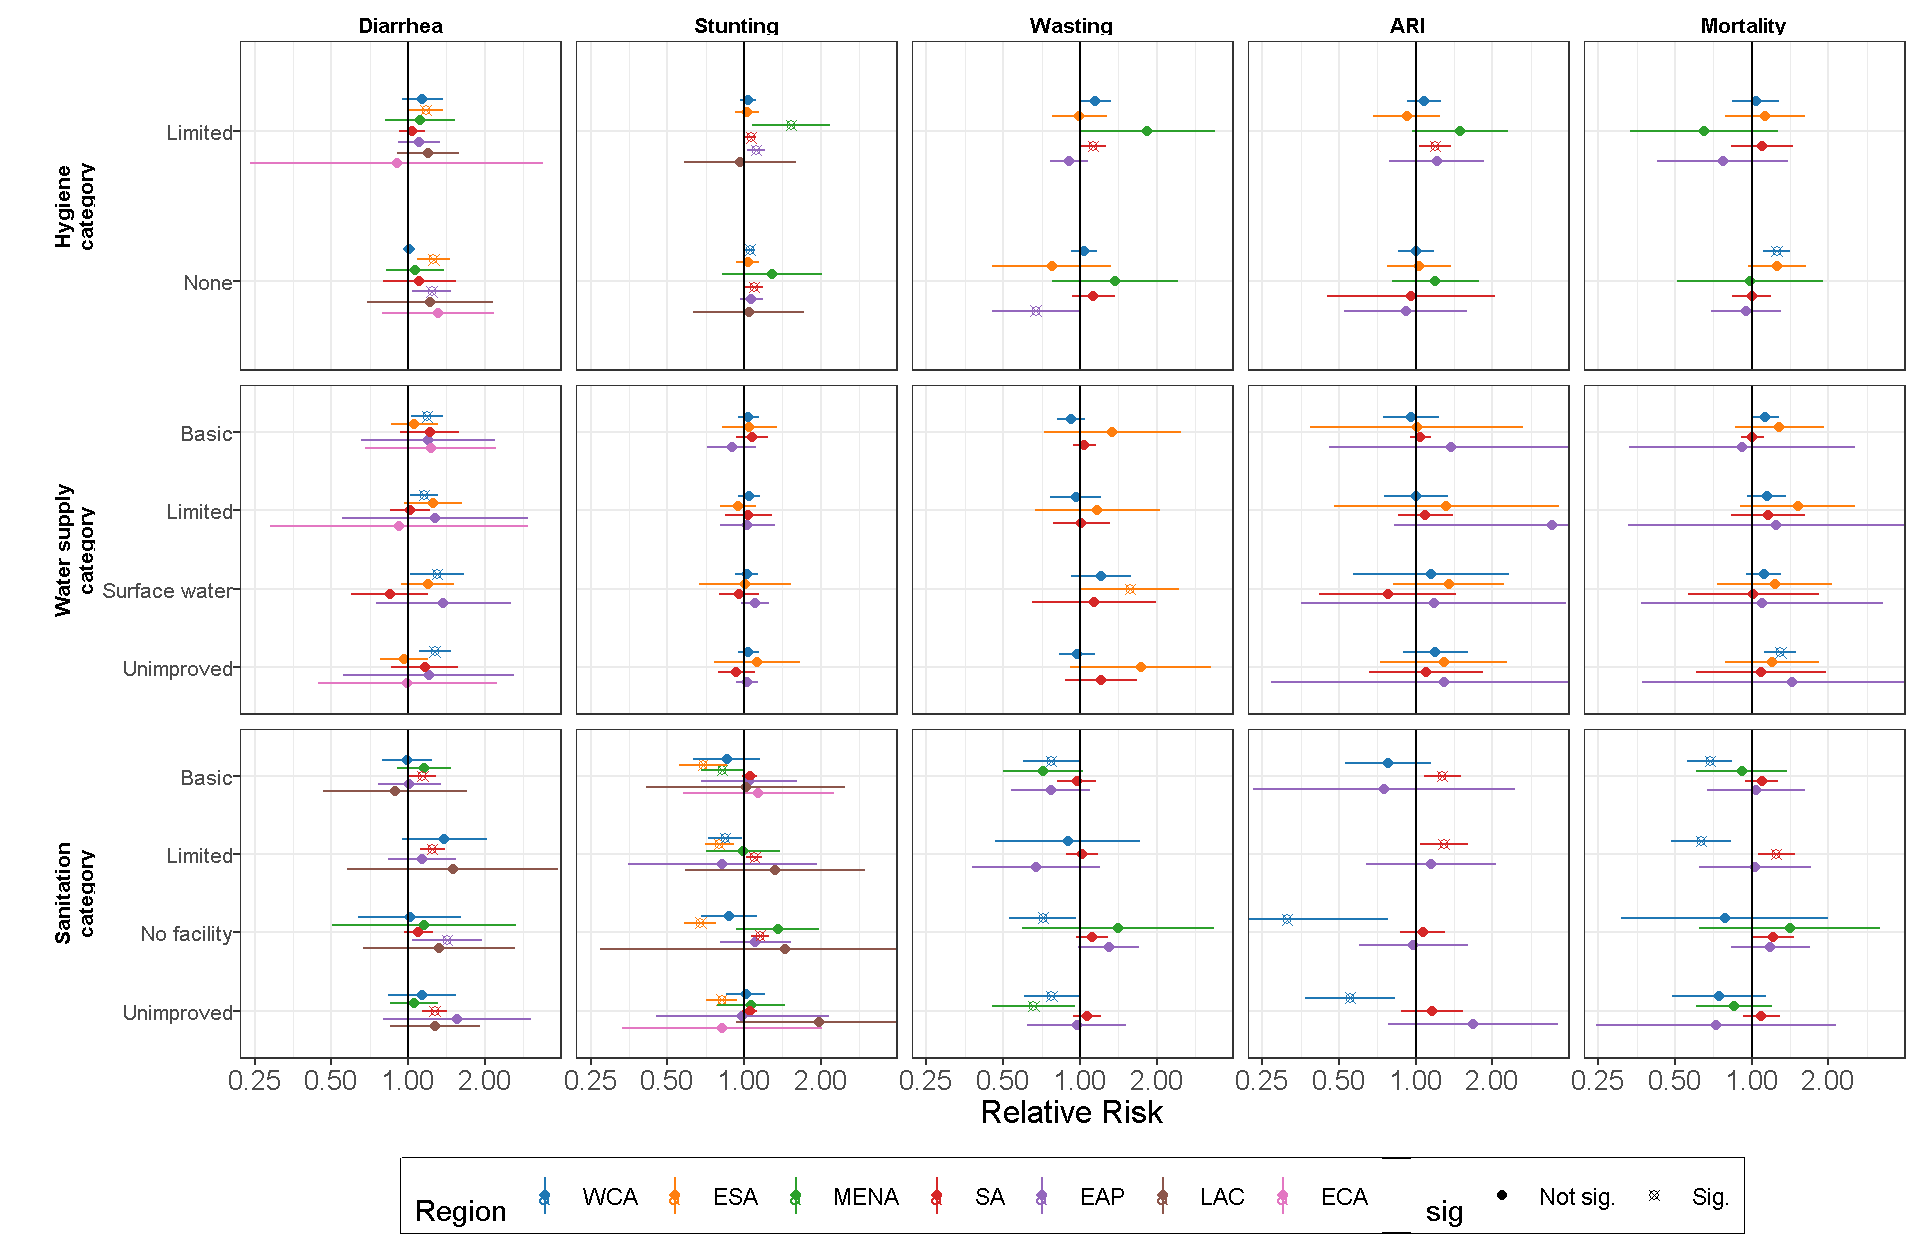 Diarrhea Stunting Wasting ARI Mortality
Hygiene
category
Limited
None
Water supply
category
Basic
Limited
Surface water
Unimproved
Sanitation
category
Basic
Limited
No facility
Unimproved
0.25 0.50 1.00 2.00 0.25 0.50 1.00 2.00 0.25 0.50 1.00 2.00 0.25 0.50 1.00 2.00 0.25 0.50 1.00 2.00
Relative Risk
Region WCA ESA MENA SA EAP LAC ECA sig Not sig. Sig.